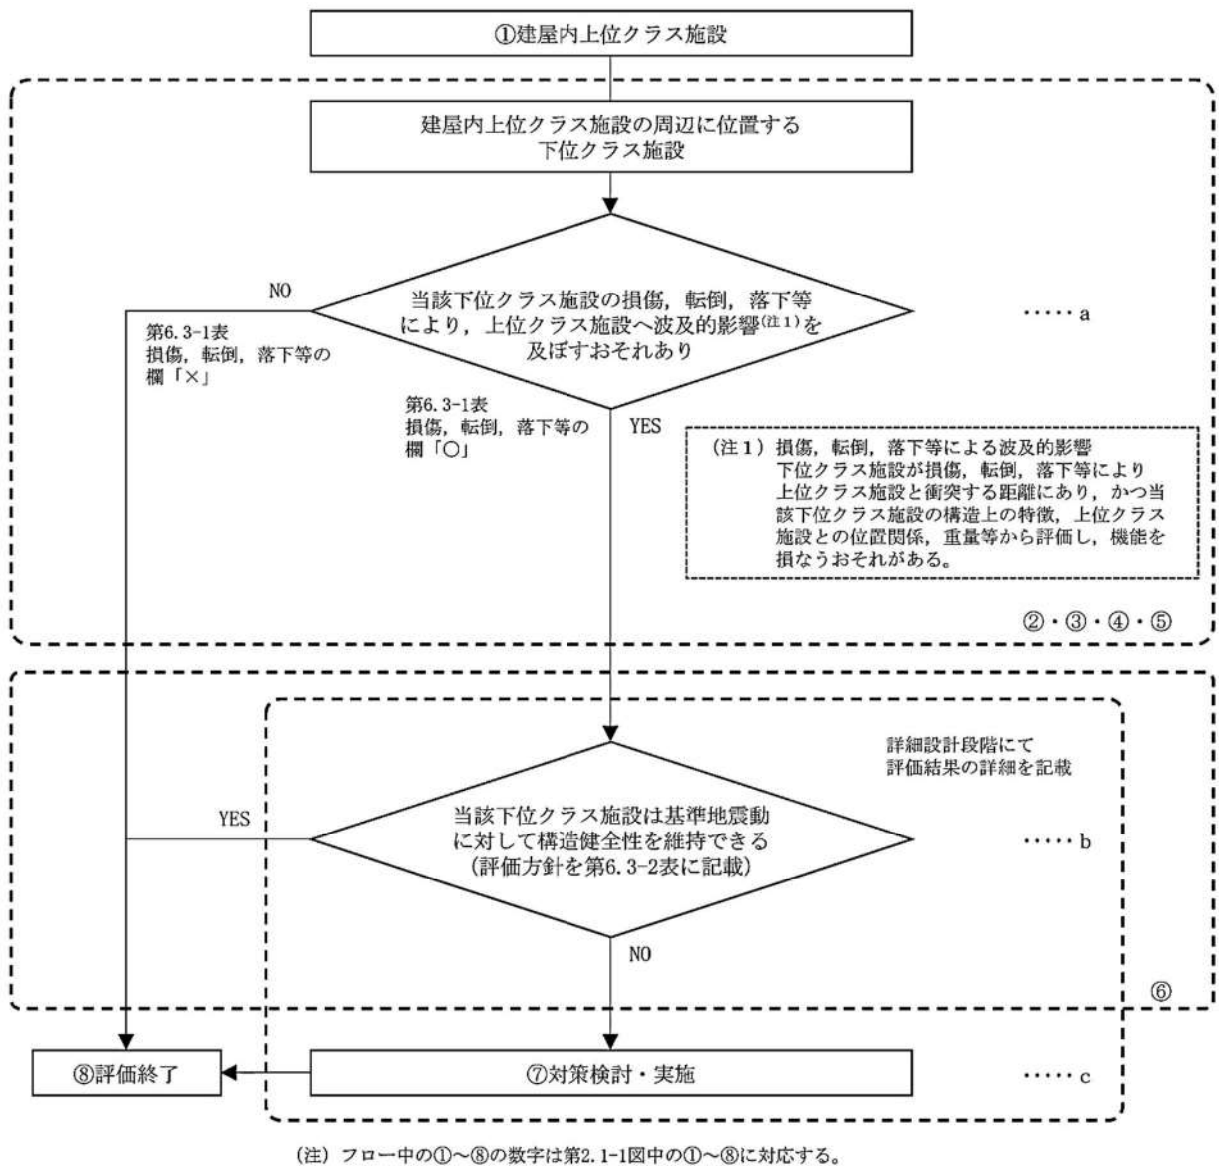 ①建屋内上位クラス施設
建屋内上位クラス施設の周辺に位置する
下位クラス施設
NO
当該下位クラス施設の損傷，転倒，落下等
により，上位クラス施設へ波及的影響(注1)を
及ぼすおそれあり
・・・・・a
第6.3-1表
損傷，転倒，落下等の
欄「×」
第6.3-1表
損傷，転倒，落下等の
欄「○」
YES
(注1) 損傷，転倒，落下等による波及的影響
下位クラス施設が損傷，転倒，落下等により
上位クラス施設と衝突する距離にあり，かつ当
該下位クラス施設の構造上の特徴，上位クラス
施設との位置関係，重量等から評価し，機能を
損なうおそれがある。
②・③・④・⑤
詳細設計段階にて
評価結果の詳細を記載
YES
当該下位クラス施設は基準地震動
に対して構造健全性を維持できる
(評価方針を第6.3-2表に記載)
・・・・・b
NO
⑥
⑧評価終了
⑦対策検討・実施
・・・・・c
(注) フロー中の①～⑧の数字は第2.1-1図中の①～⑧に対応する。